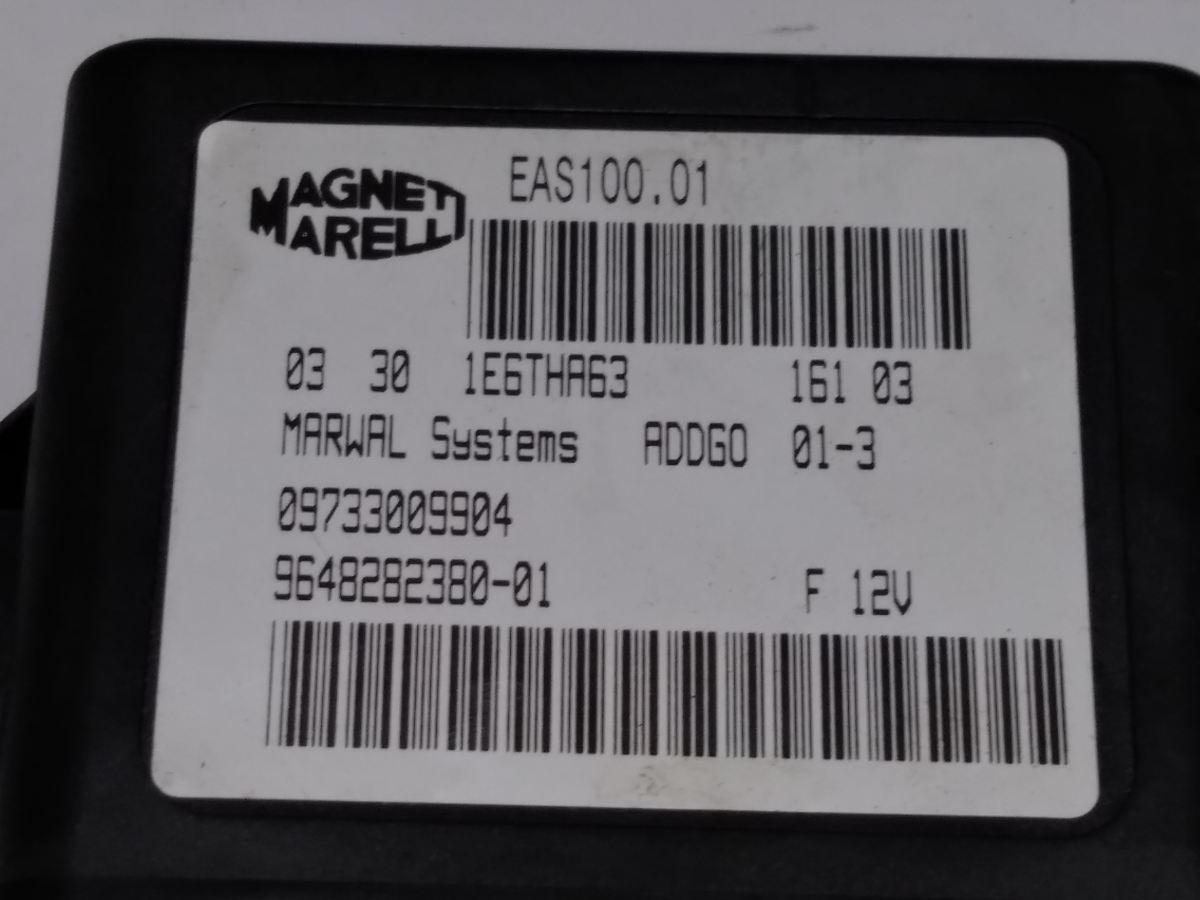 MAGNETI
MARELLI
EAS100.01
03 30 1E6THA63 161 03
MARWAL Systems ADDGO 01-3
09733009904
9648282380-01 F 12V